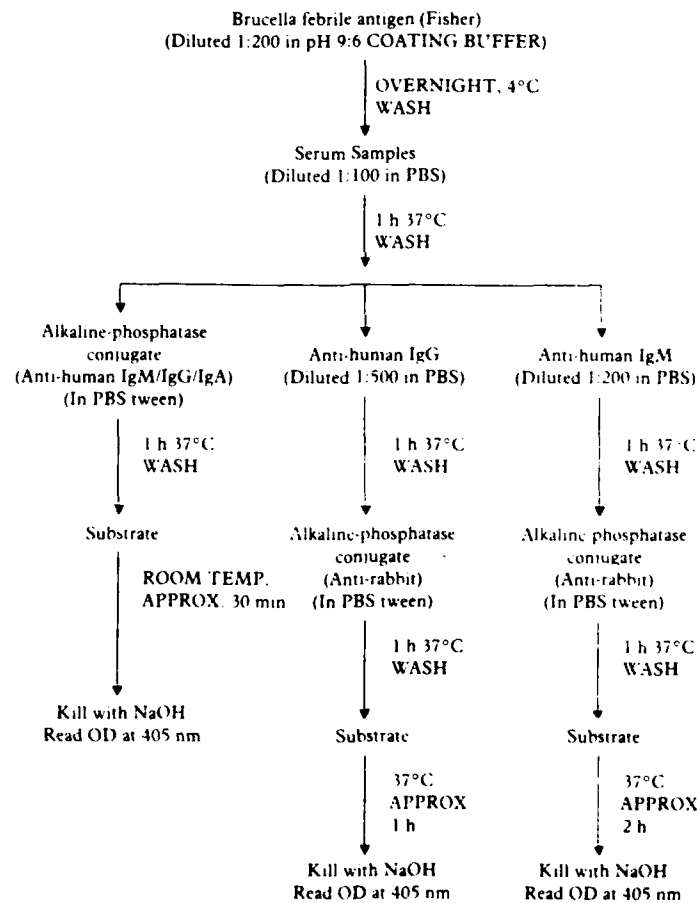 Brucella febrile antigen (Fisher)
(Diluted 1:200 in pH 9:6 COATING BUFFER)
OVERNIGHT, 4°C
WASH
Serum Samples
(Diluted 1:100 in PBS)
1 h 37°C
WASH
Alkaline-phosphatase
conjugate
(Anti-human IgM/IgG/IgA)
(In PBS tween)
1 h 37°C
WASH
Substrate
ROOM TEMP.
APPROX. 30 min
Kill with NaOH
Read OD at 405 nm
Anti-human IgG
(Diluted 1:500 in PBS)
1 h 37°C
WASH
Alkaline-phosphatase
conjugate
(Anti-rabbit)
(In PBS tween)
1 h 37°C
WASH
Substrate
37°C
APPROX
1 h
Kill with NaOH
Read OD at 405 nm
Anti-human IgM
(Diluted 1:200 in PBS)
1 h 37°C
WASH
Alkaline phosphatase
conjugate
(Anti-rabbit)
(In PBS tween)
1 h 37°C
WASH
Substrate
37°C
APPROX
2 h
Kill with NaOH
Read OD at 405 nm